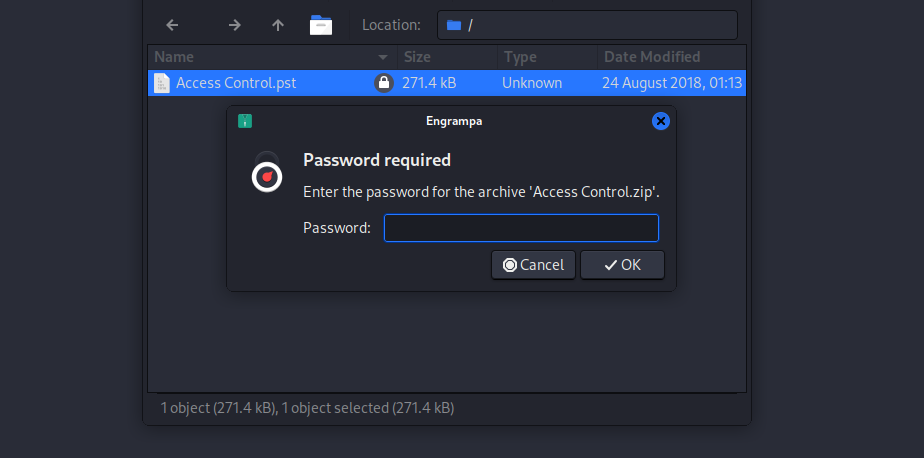 Location: /
Name Size Type Date Modified
Access Control.pst 271.4 kB Unknown 24 August 2018, 01:13
Engrampa
Password required
Enter the password for the archive 'Access Control.zip'.
Password:
Cancel OK
1 object (271.4 kB), 1 object selected (271.4 kB)